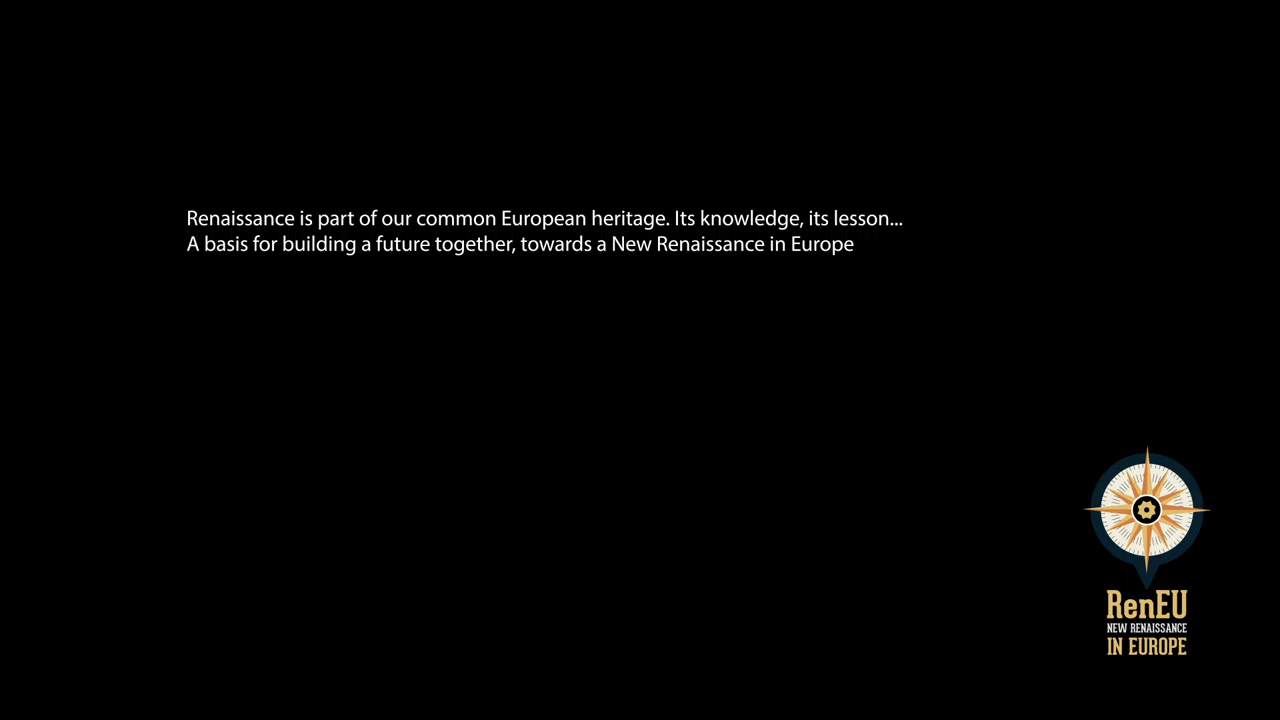 Renaissance is part of our common European heritage. Its knowledge, its lesson...
A basis for building a future together, towards a New Renaissance in Europe
RenEU
NEW RENAISSANCE
IN EUROPE